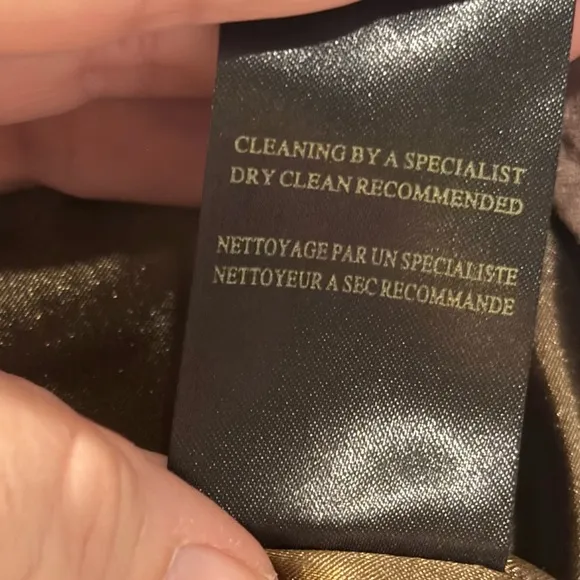 CLEANING BY A SPECIALIST
DRY CLEAN RECOMMENDED
NETTOYAGE PAR UN SPECIALISTE
NETTOYEUR A SEC RECOMMANDE